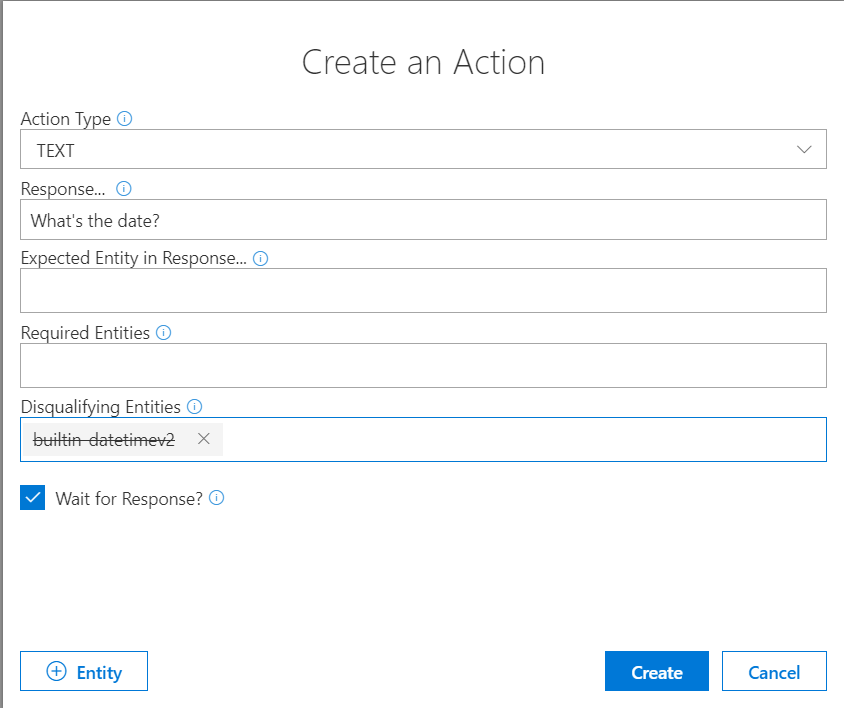 Create an Action
Action Type
TEXT
Response...
What's the date?
Expected Entity in Response...
Required Entities
Disqualifying Entities
builtin-datetimev2
Wait for Response?
Entity
Create
Cancel